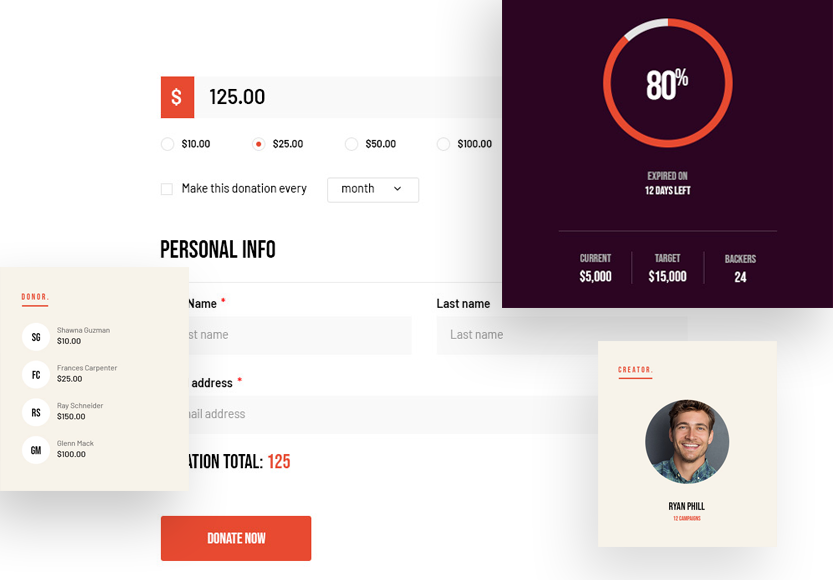 $ 125.00
$10.00 $25.00 $50.00 $100.00
Make this donation every month
PERSONAL INFO
Name *
Last name
st name
Last name
address *
ail address
ATION TOTAL: 125
DONATE NOW
80%
EXPIRED ON
12 DAYS LEFT
CURRENT
$5,000
TARGET
$15,000
BACKERS
24
DONOR.
SG
Shawna Guzman
$10.00
FC
Frances Carpenter
$25.00
RS
Ray Schneider
$150.00
GM
Glenn Mack
$100.00
CREATOR.
RYAN PHILL
12 CAMPAIGNS